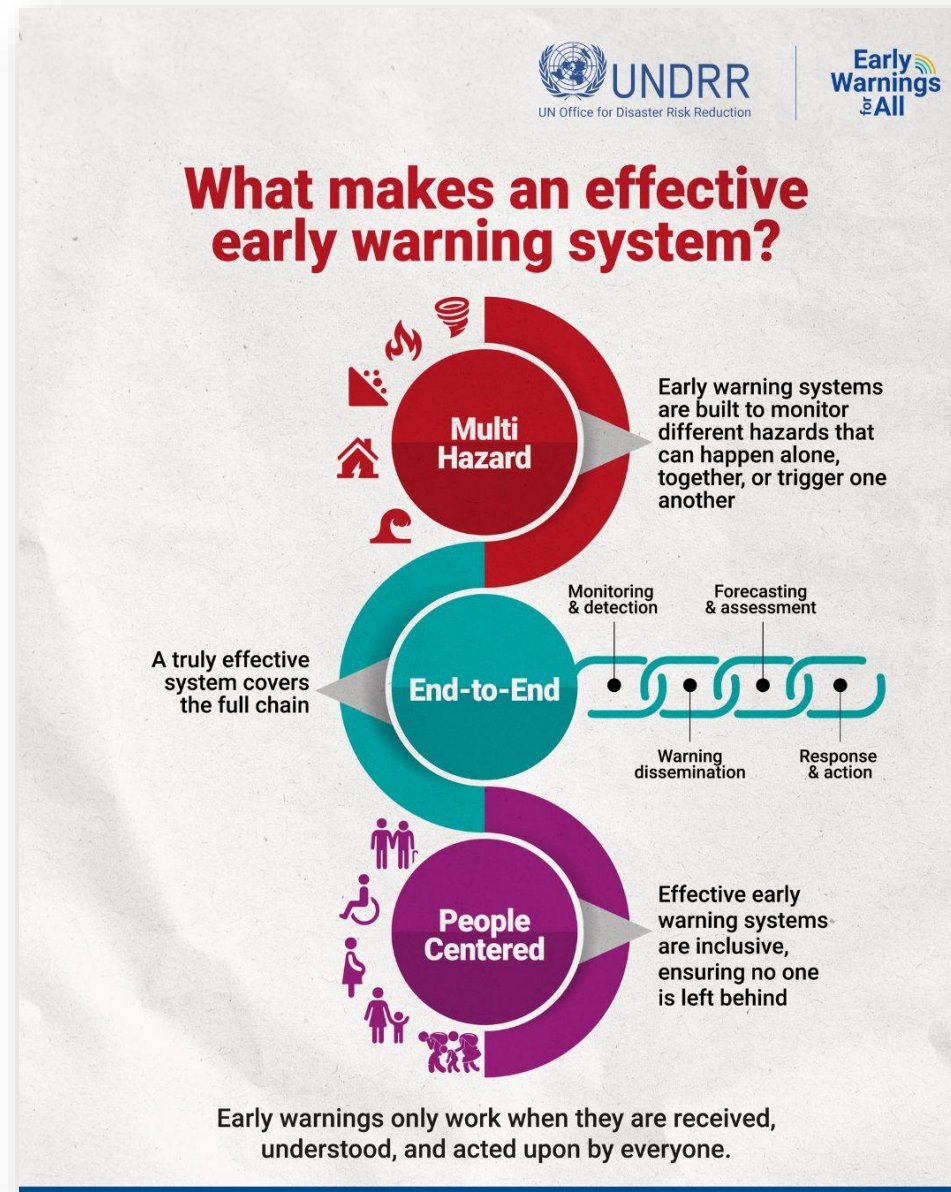 UNDRR
UN Office for Disaster Risk Reduction
Early
Warnings
for All
What makes an effective
early warning system?
Multi
Hazard
Early warning systems
are built to monitor
different hazards that
can happen alone,
together, or trigger one
another
A truly effective
system covers
the full chain
End-to-End
Monitoring
& detection
Forecasting
& assessment
Warning
dissemination
Response
& action
People
Centered
Effective early
warning systems
are inclusive,
ensuring no one
is left behind
Early warnings only work when they are received,
understood, and acted upon by everyone.